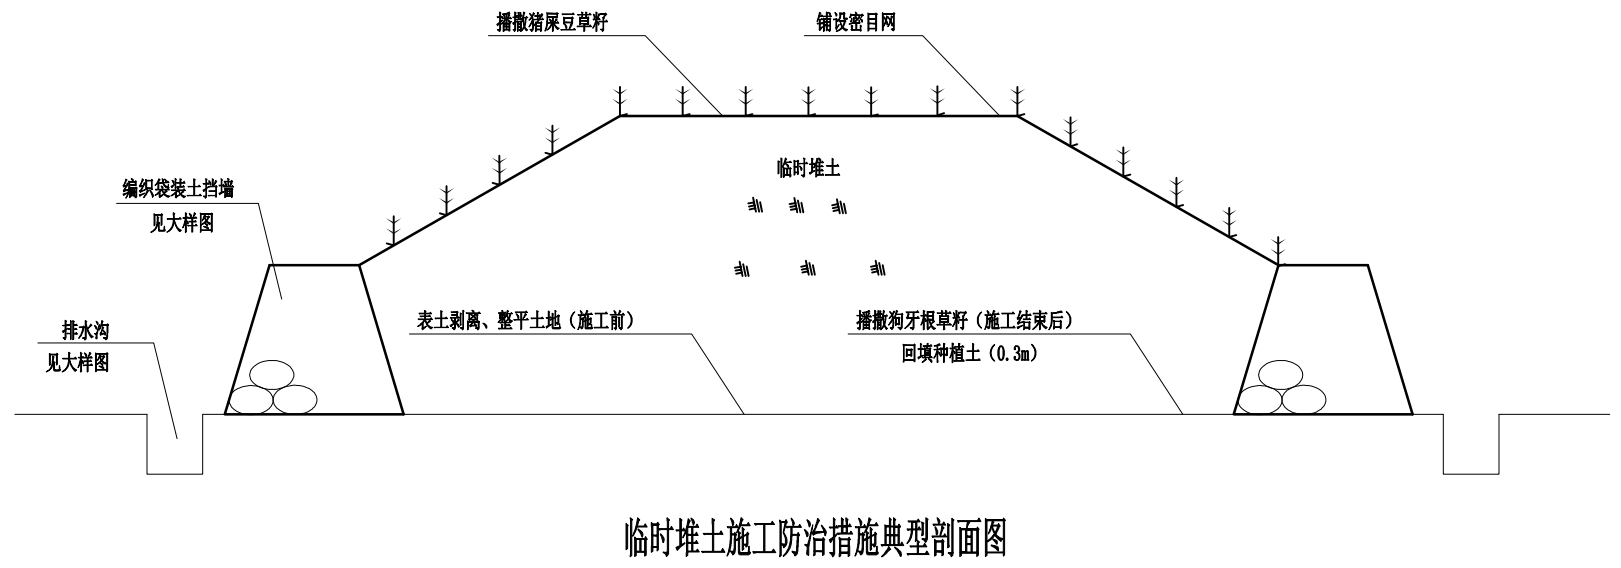 播撒猪屎豆草籽
铺设密目网
临时堆土
编织袋装土挡墙
见大样图
排水沟
见大样图
表土剥离、整平土地（施工前）
播撒狗牙根草籽（施工结束后）
回填种植土（0.3m）
临时堆土施工防治措施典型剖面图